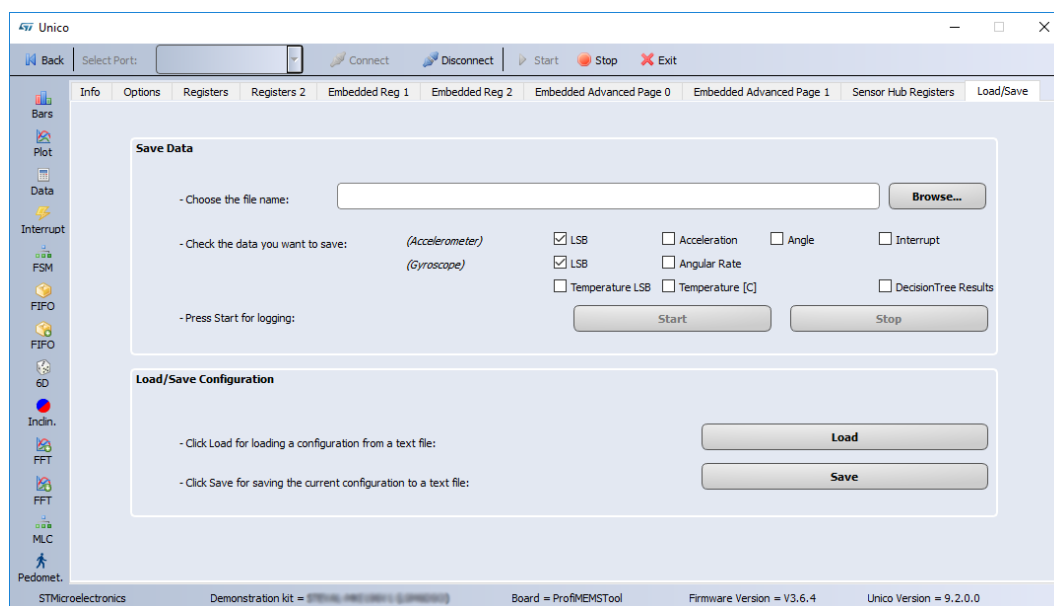 Unico
Back Select Port: Connect Disconnect Start Stop Exit
Info Options Registers Registers 2 Embedded Reg 1 Embedded Reg 2 Embedded Advanced Page 0 Embedded Advanced Page 1 Sensor Hub Registers Load/Save
Bars
Plot
Data
Interrupt
FSM
FIFO
FIFO
6D
Inclin.
FFT
FFT
MLC
Pedomet.
Save Data
- Choose the file name: Browse...
- Check the data you want to save: (Accelerometer) LSB Acceleration Angle Interrupt
(Gyroscope) LSB Angular Rate
Temperature LSB Temperature [C] DecisionTree Results
- Press Start for logging: Start Stop
Load/Save Configuration
- Click Load for loading a configuration from a text file: Load
- Click Save for saving the current configuration to a text file: Save
STMicroelectronics Demonstration kit = Board = ProfiMEMSTool Firmware Version = V3.6.4 Unico Version = 9.2.0.0